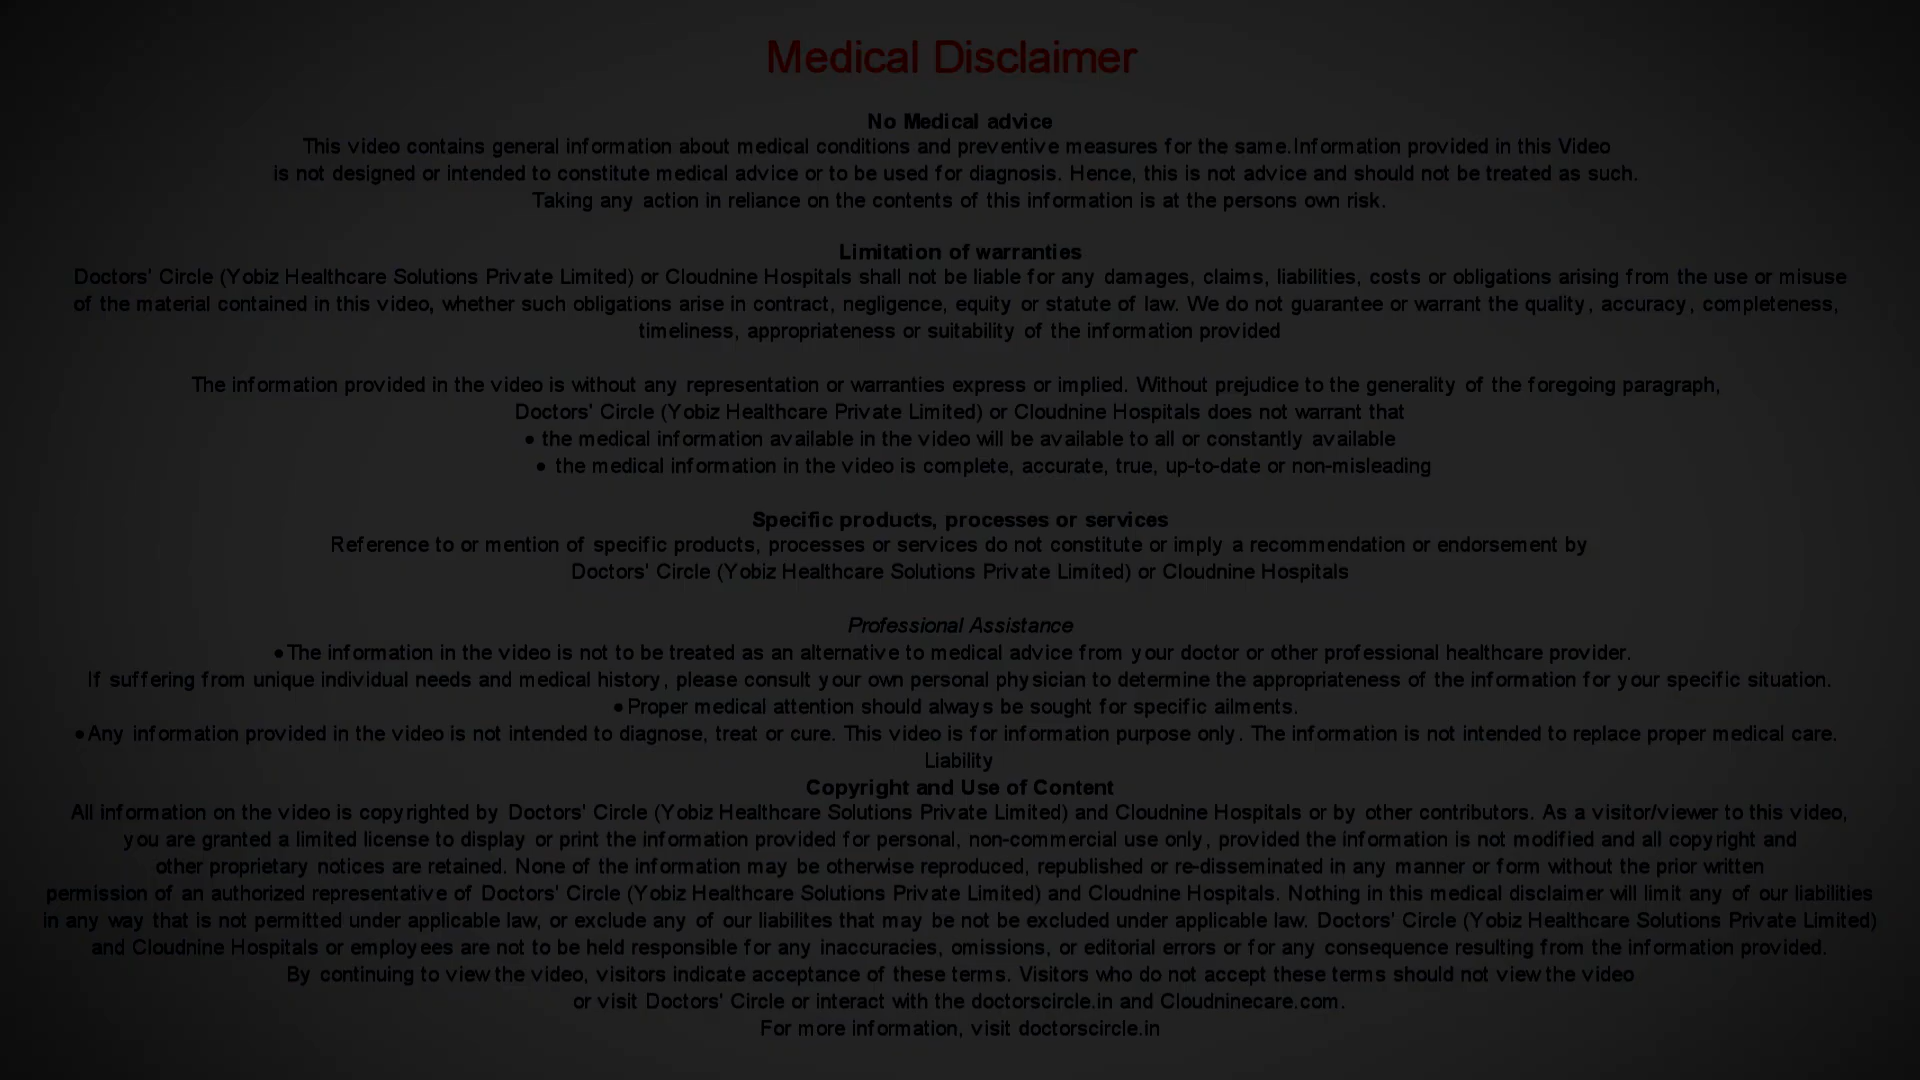 Medical Disclaimer
No Medical advice
This video contains general information about medical conditions and preventive measures for the same.Information provided in this Video
is not designed or intended to constitute medical advice or to be used for diagnosis. Hence, this is not advice and should not be treated as such.
Taking any action in reliance on the contents of this information is at the persons own risk.
Limitation of warranties
Doctors' Circle (Yobiz Healthcare Solutions Private Limited) or Cloudnine Hospitals shall not be liable for any damages, claims, liabilities, costs or obligations arising from the use or misuse
of the material contained in this video, whether such obligations arise in contract, negligence, equity or statute of law. We do not guarantee or warrant the quality, accuracy, completeness,
timeliness, appropriateness or suitability of the information provided
The information provided in the video is without any representation or warranties express or implied. Without prejudice to the generality of the foregoing paragraph,
Doctors' Circle (Yobiz Healthcare Private Limited) or Cloudnine Hospitals does not warrant that
● the medical information available in the video will be available to all or constantly available
● the medical information in the video is complete, accurate, true, up-to-date or non-misleading
Specific products, processes or services
Reference to or mention of specific products, processes or services do not constitute or imply a recommendation or endorsement by
Doctors' Circle (Yobiz Healthcare Solutions Private Limited) or Cloudnine Hospitals
Professional Assistance
●The information in the video is not to be treated as an alternative to medical advice from your doctor or other professional healthcare provider.
If suffering from unique individual needs and medical history, please consult your own personal physician to determine the appropriateness of the information for your specific situation.
●Proper medical attention should always be sought for specific ailments.
●Any information provided in the video is not intended to diagnose, treat or cure. This video is for information purpose only. The information is not intended to replace proper medical care.
Liability
Copyright and Use of Content
All information on the video is copyrighted by Doctors' Circle (Yobiz Healthcare Solutions Private Limited) and Cloudnine Hospitals or by other contributors. As a visitor/viewer to this video,
you are granted a limited license to display or print the information provided for personal, non-commercial use only, provided the information is not modified and all copyright and
other proprietary notices are retained. None of the information may be otherwise reproduced, republished or re-disseminated in any manner or form without the prior written
permission of an authorized representative of Doctors' Circle (Yobiz Healthcare Solutions Private Limited) and Cloudnine Hospitals. Nothing in this medical disclaimer will limit any of our liabilities
in any way that is not permitted under applicable law, or exclude any of our liabilites that may be not be excluded under applicable law. Doctors' Circle (Yobiz Healthcare Solutions Private Limited)
and Cloudnine Hospitals or employees are not to be held responsible for any inaccuracies, omissions, or editorial errors or for any consequence resulting from the information provided.
By continuing to view the video, visitors indicate acceptance of these terms. Visitors who do not accept these terms should not view the video
or visit Doctors' Circle or interact with the doctorscircle.in and Cloudninecare.com.
For more information, visit doctorscircle.in